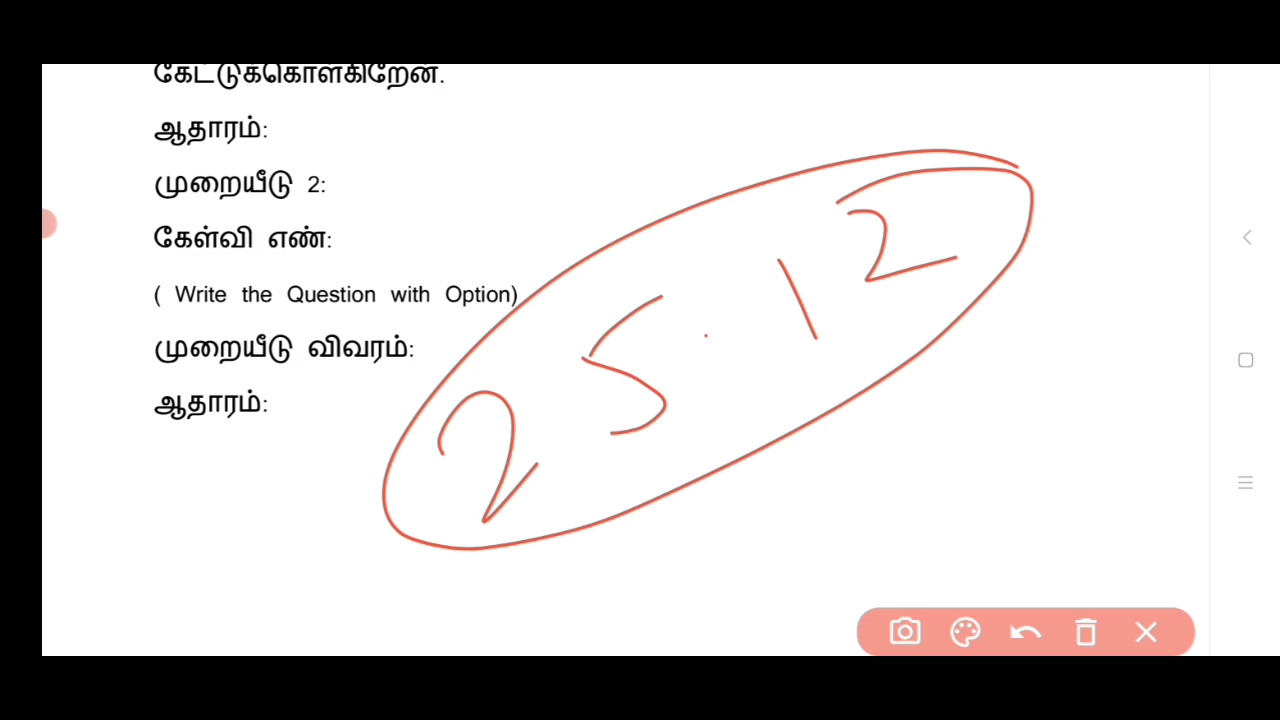 கேட்டுக்கொள்கிறேன்.
ஆதாரம்:
முறையீடு 2:
கேள்வி எண்:
( Write the Question with Option)
முறையீடு விவரம்:
ஆதாரம்:
25.12